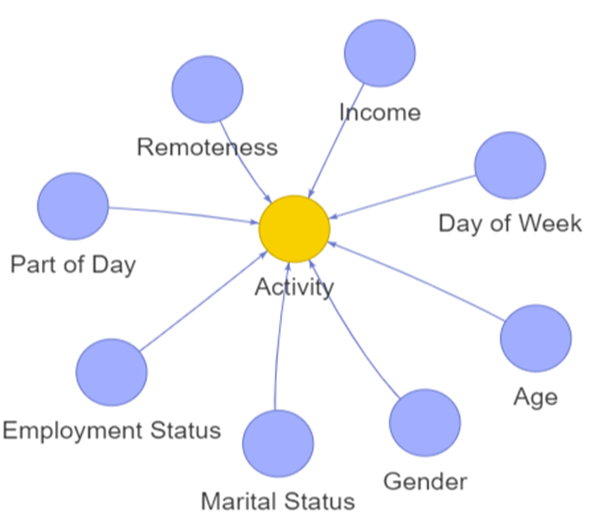 Income
Remoteness
Day of Week
Part of Day
Activity
Age
Employment Status
Gender
Marital Status